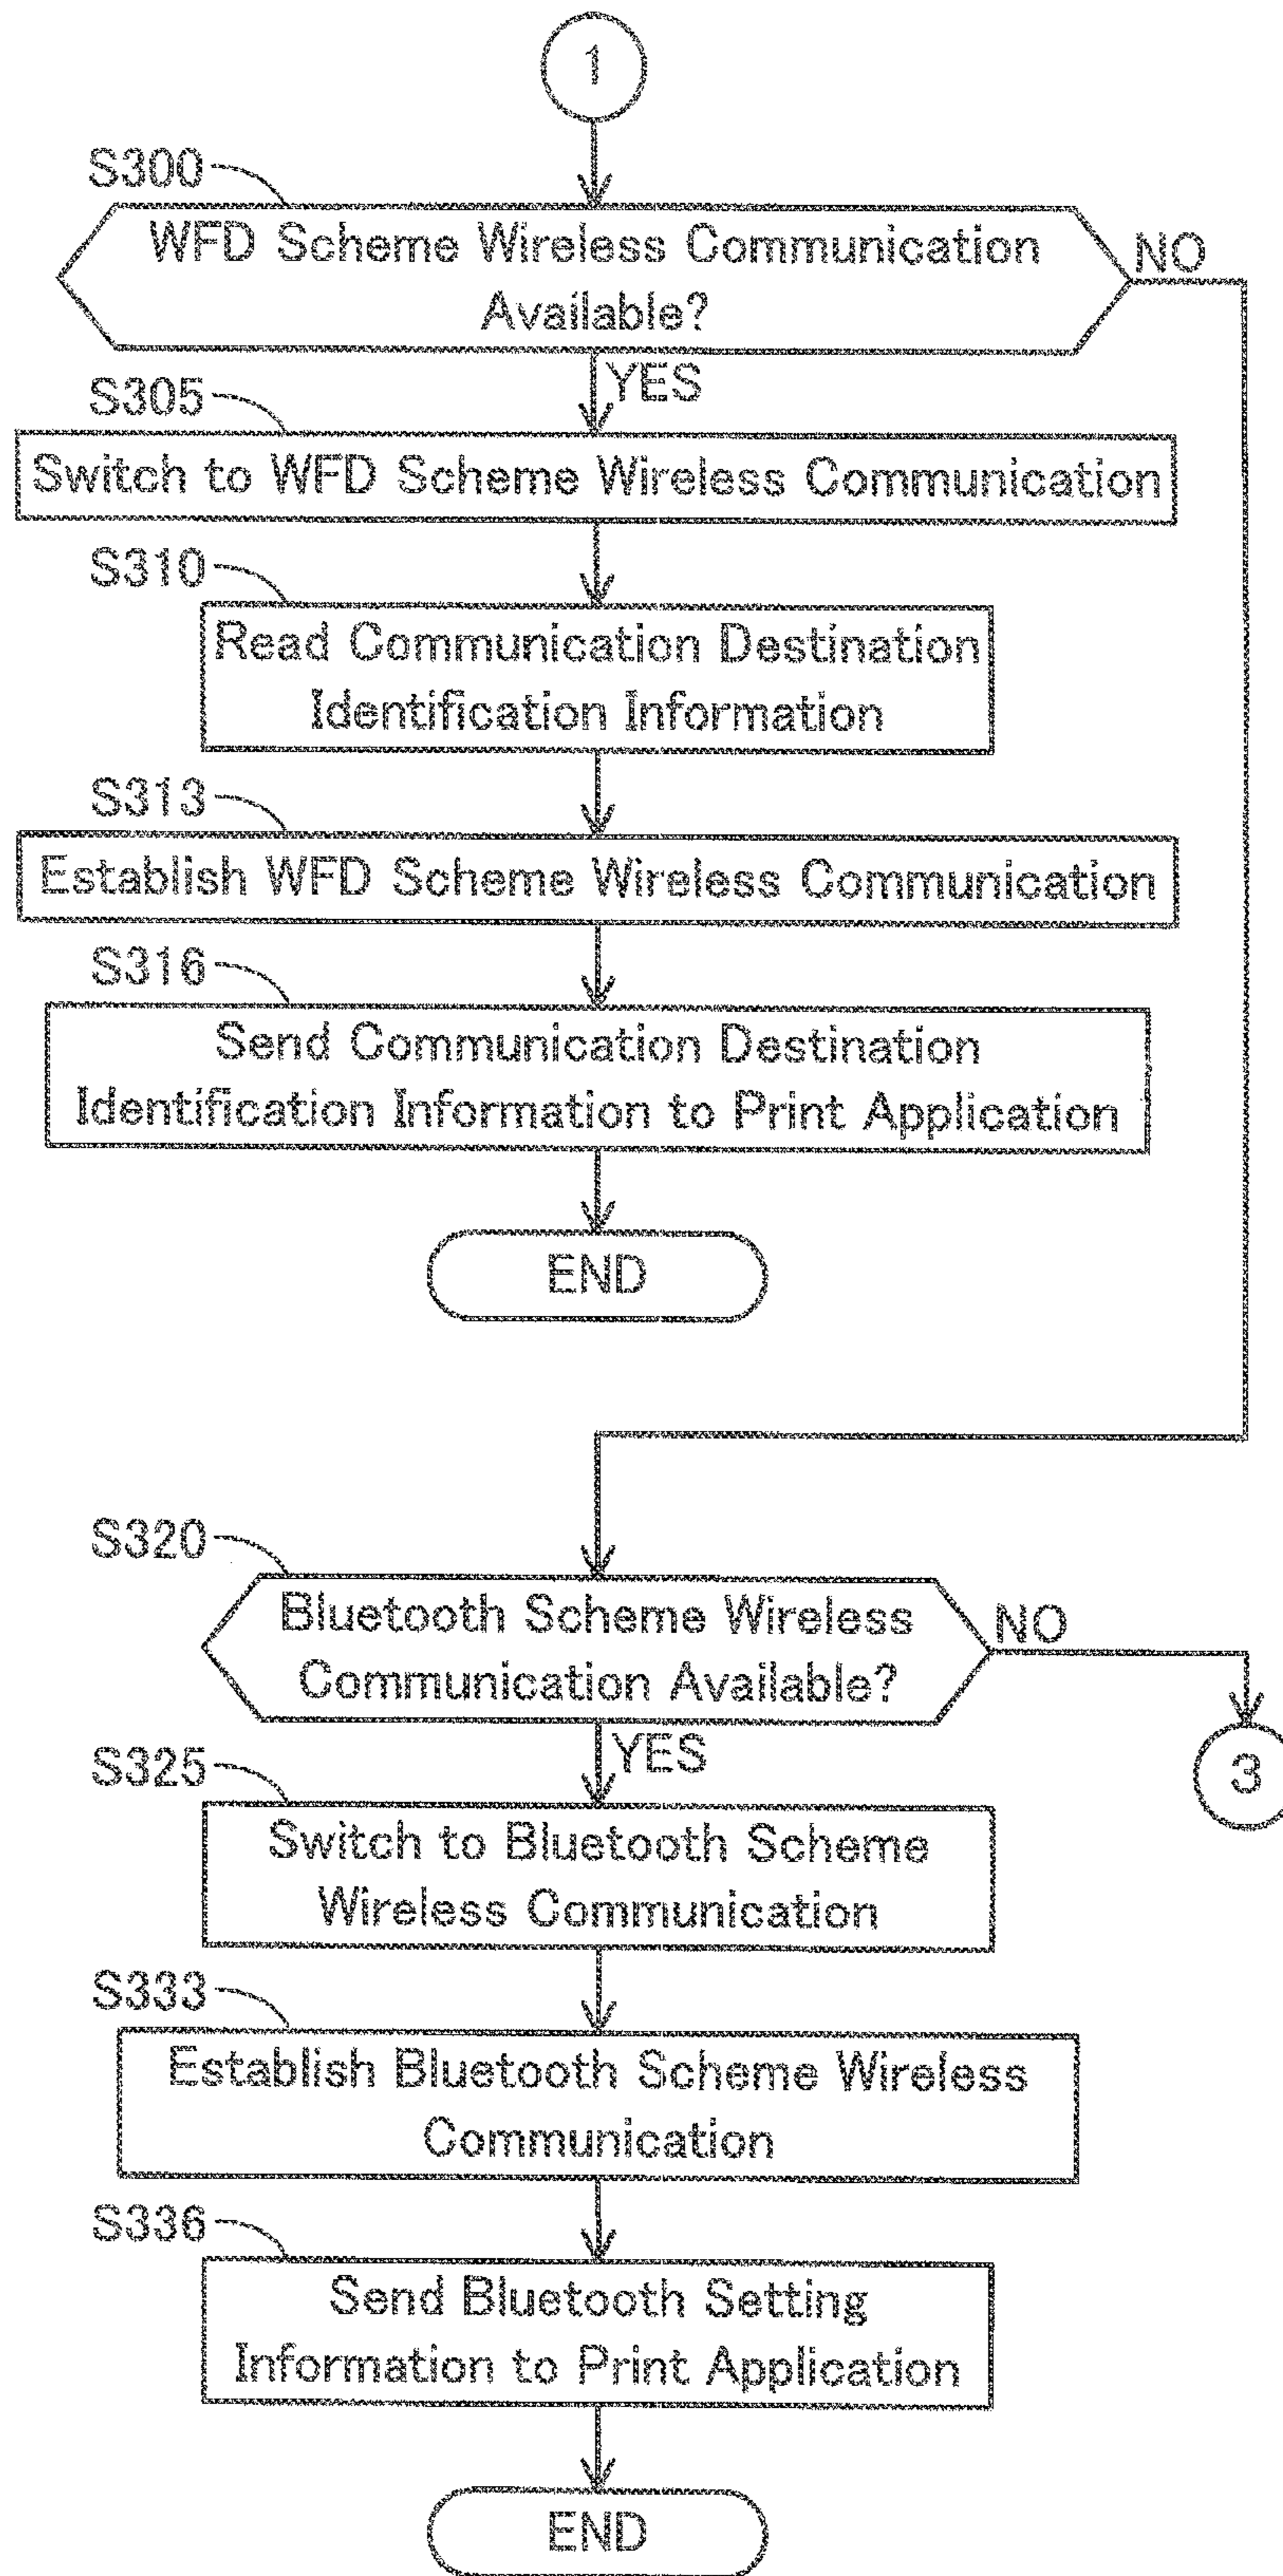 1
S300
WFD Scheme Wireless Communication
Available?
NO
YES
S305
Switch to WFD Scheme Wireless Communication
S310
Read Communication Destination
Identification Information
S313
Establish WFD Scheme Wireless Communication
S316
Send Communication Destination
Identification Information to Print Application
END
S320
Bluetooth Scheme Wireless
Communication Available?
NO
3
YES
S325
Switch to Bluetooth Scheme
Wireless Communication
S333
Establish Bluetooth Scheme Wireless
Communication
S336
Send Bluetooth Setting
Information to Print Application
END